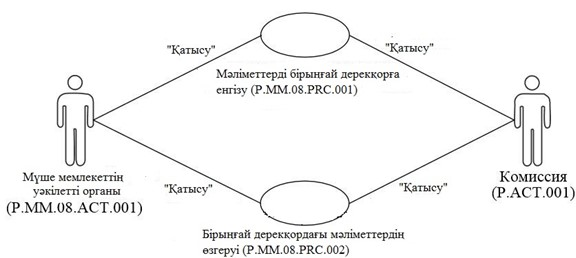 "Қатысу"
"Қатысу"
Мәліметтерді бірыңғай дерекқорға
енгізу (P.MM.08.PRC.001)
Мүше мемлекеттің
уәкілетті органы
(P.MM.08.ACT.001)
Комиссия
(P.ACT.001)
"Қатысу"
"Қатысу"
Бірыңғай дерекқордағы мәліметтердің
өзгеруі (P.MM.08.PRC.002)